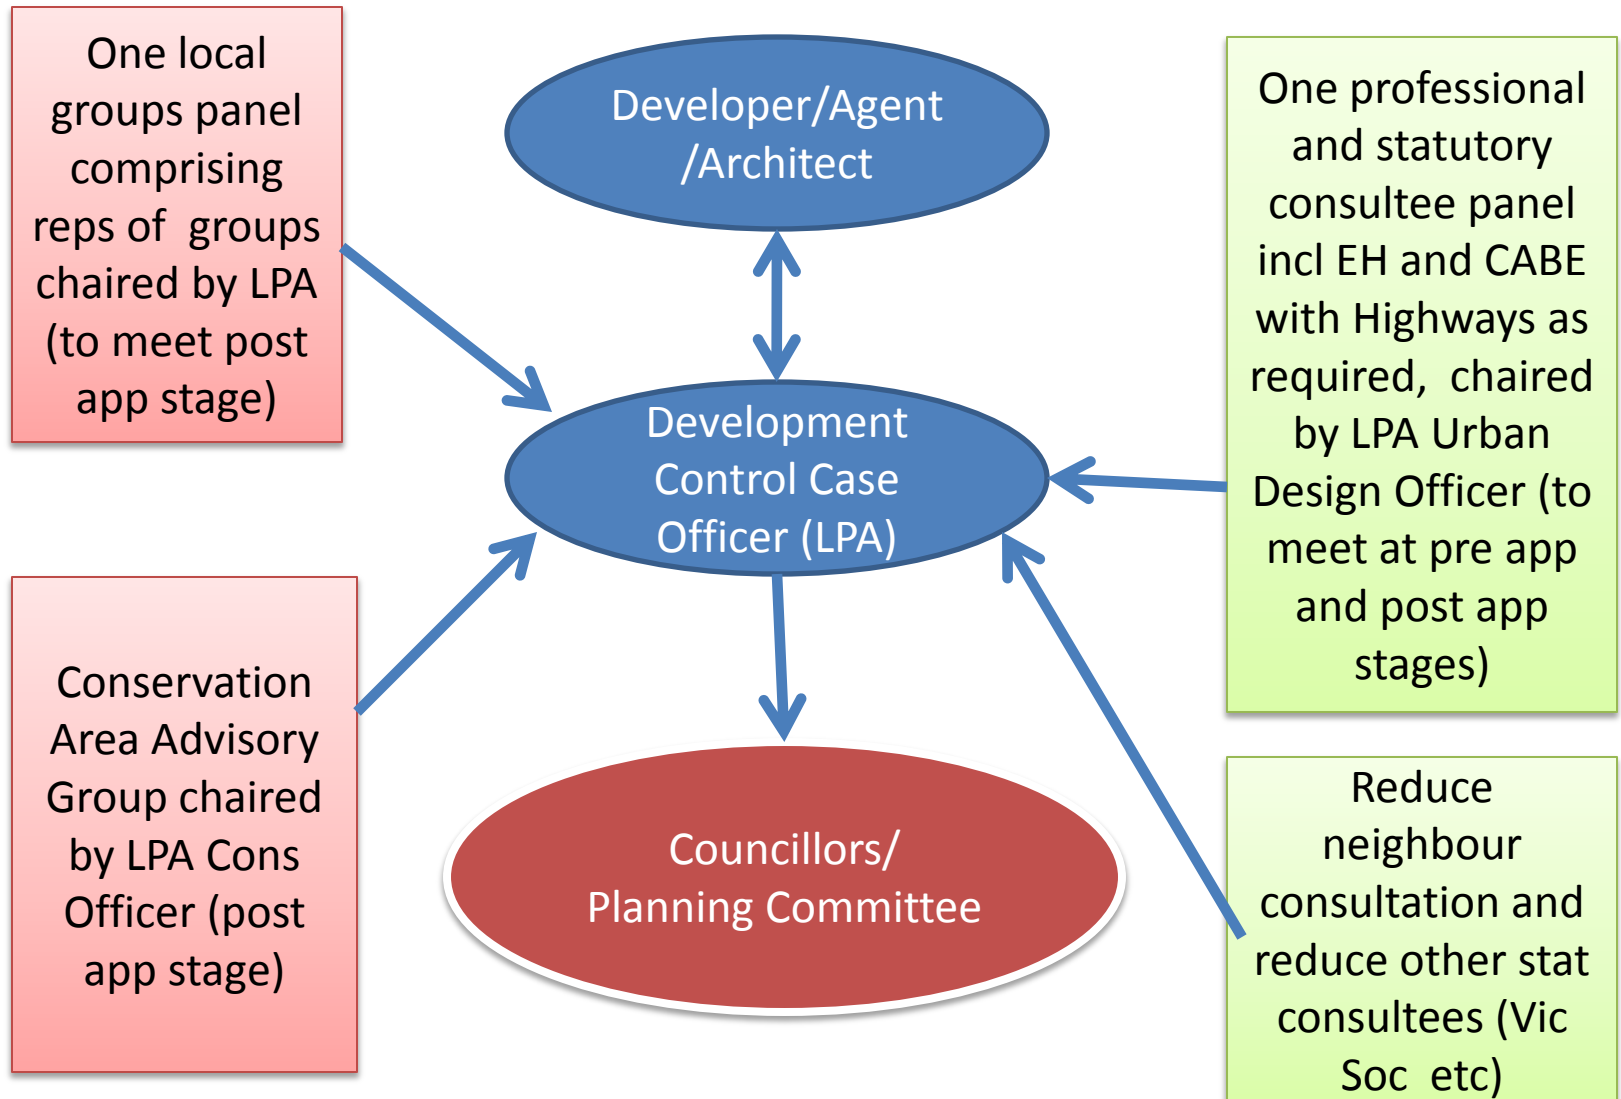 One local
groups panel
comprising
reps of  groups
chaired by LPA
(to meet post
app stage)
Developer/Agent
/Architect
One professional
and statutory
consultee panel
incl EH and CABE
with Highways as
required,  chaired
by LPA Urban
Design Officer (to
meet at pre app
and post app
stages)
Development
Control Case
Officer (LPA)
Conservation
Area Advisory
Group chaired
by LPA Cons
Officer (post
app stage)
Councillors/
Planning Committee
Reduce
neighbour
consultation and
reduce other stat
consultees (Vic
Soc  etc)